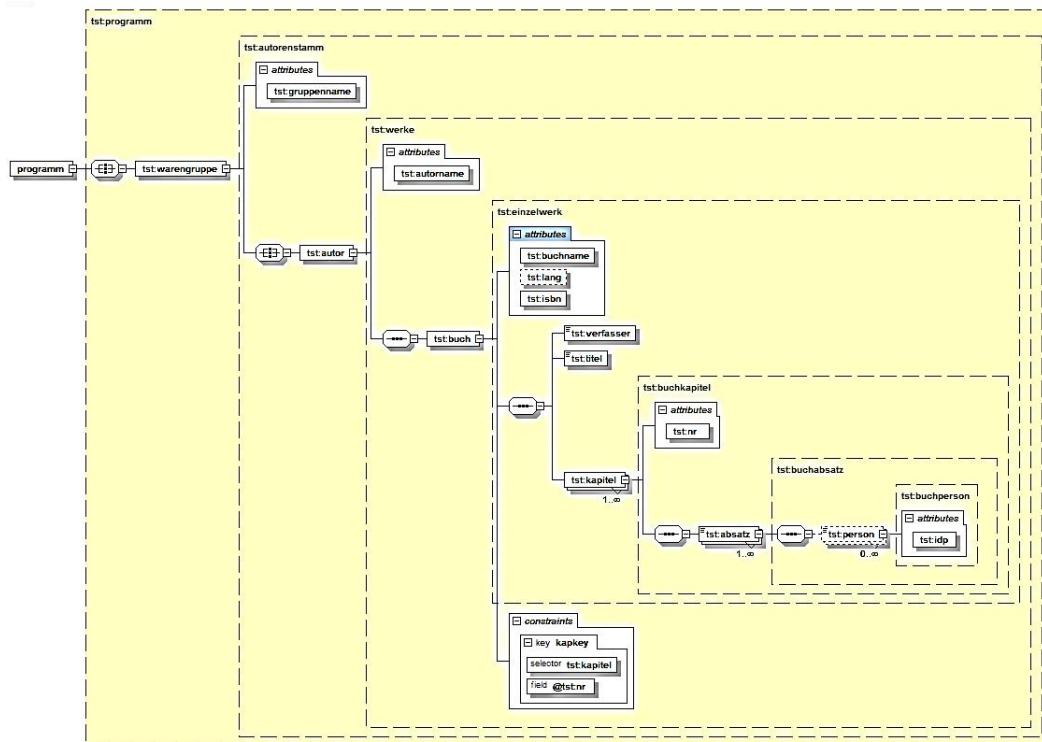 tst:programm
tst:autorenstamm
attributes
tst:gruppenname
tst:werke
attributes
tst:autorname
programm
tst:warengruppe
tst:einzelwerk
attributes
tst:buchname
tst:lang
tst:isbn
tst:autor
tst:buch
tst:verfasser
tst:titel
tst:buchkapitel
attributes
tst:nr
tst:kapitel
1..∞
tst:buchabsatz
tst:buchperson
attributes
tst:idp
tst:absatz
1..∞
tst:person
0..∞
constraints
key kapkey
selector tst:kapitel
field @tst:nr